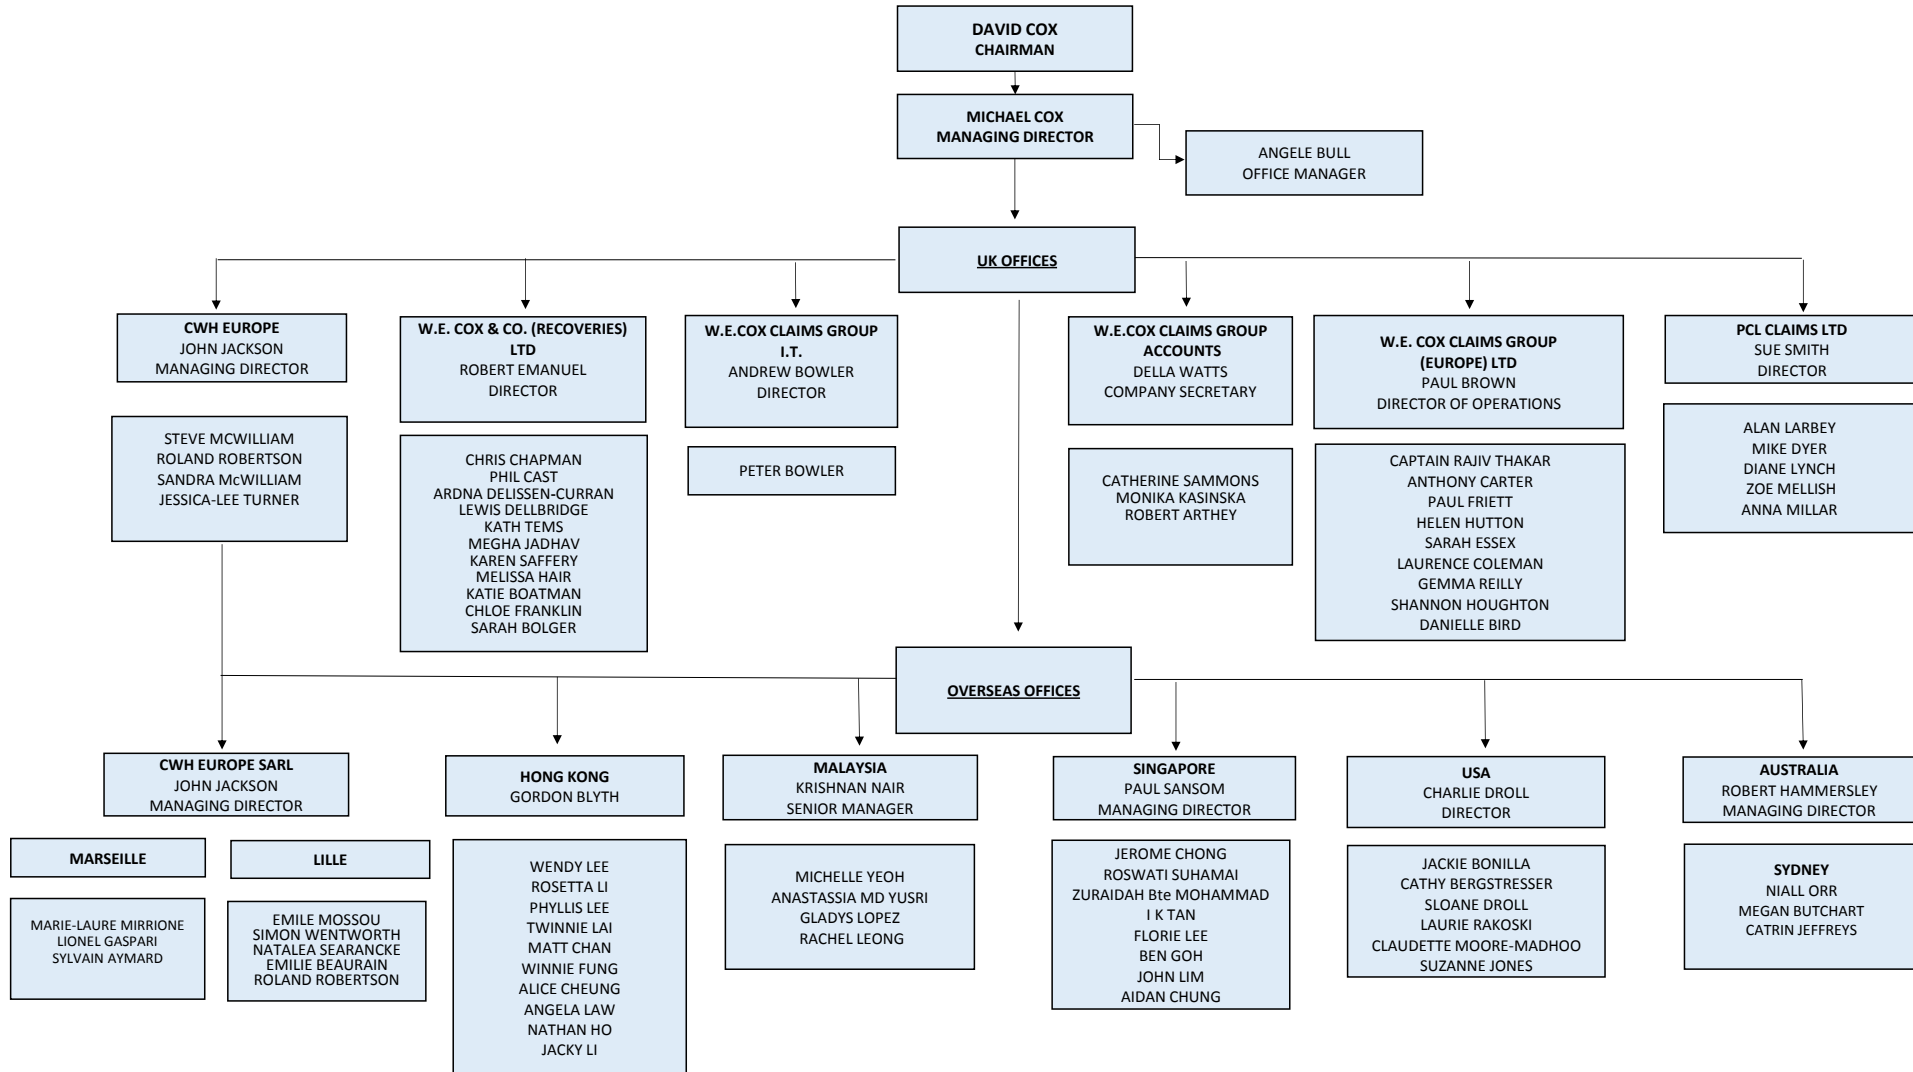 DAVID COX
CHAIRMAN
MICHAEL COX
MANAGING DIRECTOR
ANGELE BULL
OFFICE MANAGER
UK OFFICES
CWH EUROPE
JOHN JACKSON
MANAGING DIRECTOR
STEVE MCWILLIAM
ROLAND ROBERTSON
SANDRA McWILLIAM
JESSICA-LEE TURNER
W.E. COX & CO. (RECOVERIES)
LTD
ROBERT EMANUEL
DIRECTOR
CHRIS CHAPMAN
PHIL CAST
ARDNA DELISSEN-CURRAN
LEWIS DELLBRIDGE
KATH TEMS
MEGHA JADHAV
KAREN SAFFERY
MELISSA HAIR
KATIE BOATMAN
CHLOE FRANKLIN
SARAH BOLGER
W.E.COX CLAIMS GROUP
I.T.
ANDREW BOWLER
DIRECTOR
PETER BOWLER
W.E.COX CLAIMS GROUP
ACCOUNTS
DELLA WATTS
COMPANY SECRETARY
CATHERINE SAMMONS
MONIKA KASINSKA
ROBERT ARTHEY
W.E. COX CLAIMS GROUP
(EUROPE) LTD
PAUL BROWN
DIRECTOR OF OPERATIONS
CAPTAIN RAJIV THAKAR
ANTHONY CARTER
PAUL FRIETT
HELEN HUTTON
SARAH ESSEX
LAURENCE COLEMAN
GEMMA REILLY
SHANNON HOUGHTON
DANIELLE BIRD
PCL CLAIMS LTD
SUE SMITH
DIRECTOR
ALAN LARBEY
MIKE DYER
DIANE LYNCH
ZOE MELLISH
ANNA MILLAR
OVERSEAS OFFICES
CWH EUROPE SARL
JOHN JACKSON
MANAGING DIRECTOR
MARSEILLE
MARIE-LAURE MIRRIONE
LIONEL GASPARI
SYLVAIN AYMARD
LILLE
EMILE MOSSOU
SIMON WENTWORTH
NATALEA SEARANCKE
EMILIE BEAURAIN
ROLAND ROBERTSON
HONG KONG
GORDON BLYTH
WENDY LEE
ROSETTA LI
PHYLLIS LEE
TWINNIE LAI
MATT CHAN
WINNIE FUNG
ALICE CHEUNG
ANGELA LAW
NATHAN HO
JACKY LI
MALAYSIA
KRISHNAN NAIR
SENIOR MANAGER
MICHELLE YEOH
ANASTASSIA MD YUSRI
GLADYS LOPEZ
RACHEL LEONG
SINGAPORE
PAUL SANSOM
MANAGING DIRECTOR
JEROME CHONG
ROSWATI SUHAMAI
ZURAIDAH Bte MOHAMMAD
I K TAN
FLORIE LEE
BEN GOH
JOHN LIM
AIDAN CHUNG
USA
CHARLIE DROLL
DIRECTOR
JACKIE BONILLA
CATHY BERGSTRESSER
SLOANE DROLL
LAURIE RAKOSKI
CLAUDETTE MOORE-MADHOO
SUZANNE JONES
AUSTRALIA
ROBERT HAMMERSLEY
MANAGING DIRECTOR
SYDNEY
NIALL ORR
MEGAN BUTCHART
CATRIN JEFFREYS